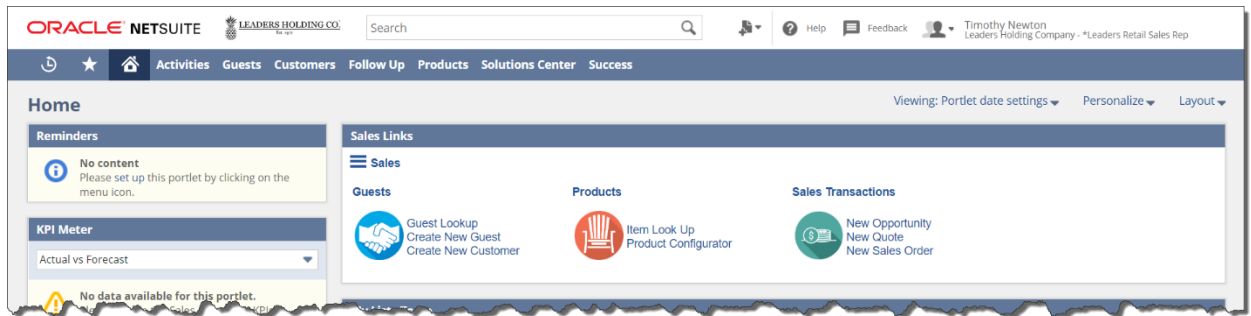 ORACLE NETSUITE
LEADERS HOLDING CO.
Search
Help
Feedback
Timothy Newton
Leaders Holding Company - *Leaders Retail Sales Rep
Activities Guests Customers Follow Up Products Solutions Center Success
Home
Viewing: Portlet date settings Personalize Layout
Reminders
No content
Please set up this portlet by clicking on the
menu icon.
KPI Meter
Actual vs Forecast
No data available for this portlet.
Sales Links
Sales
Guests
Guest Lookup
Create New Guest
Create New Customer
Products
Item Look Up
Product Configurator
Sales Transactions
New Opportunity
New Quote
New Sales Order